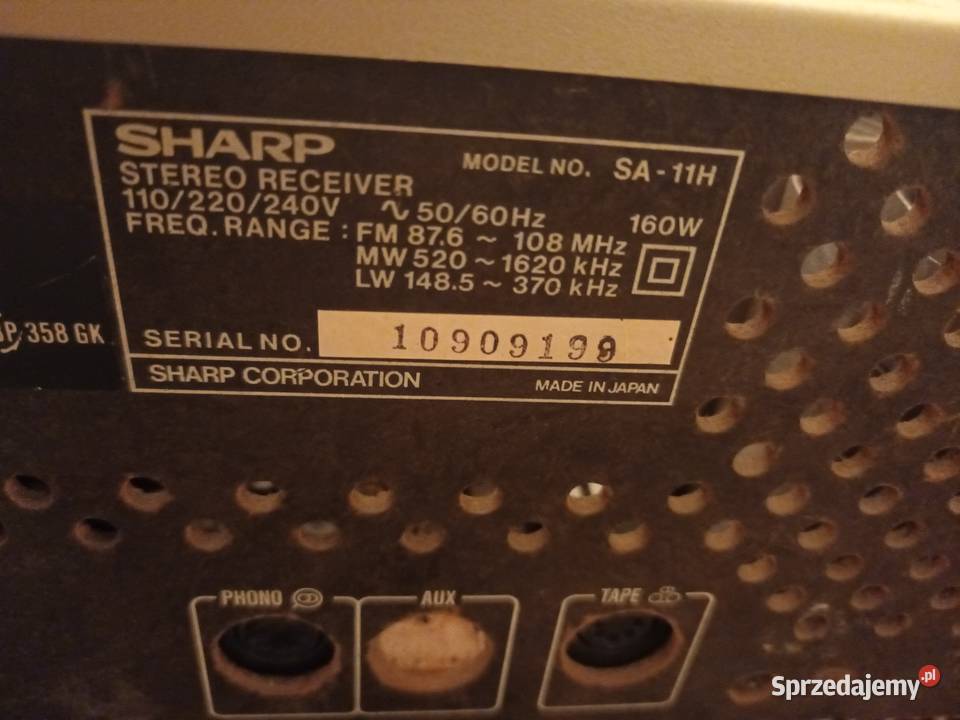 SHARP
STEREO RECEIVER
MODEL NO. SA-11H
110/220/240V ∿ 50/60Hz 160W
FREQ. RANGE : FM 87.6 ~ 108 MHz
MW 520 ~ 1620 kHz
LW 148.5 ~ 370 kHz
358 GK
SERIAL NO. 10909199
SHARP CORPORATION MADE IN JAPAN
PHONO AUX TAPE
Sprzedajemy.pl